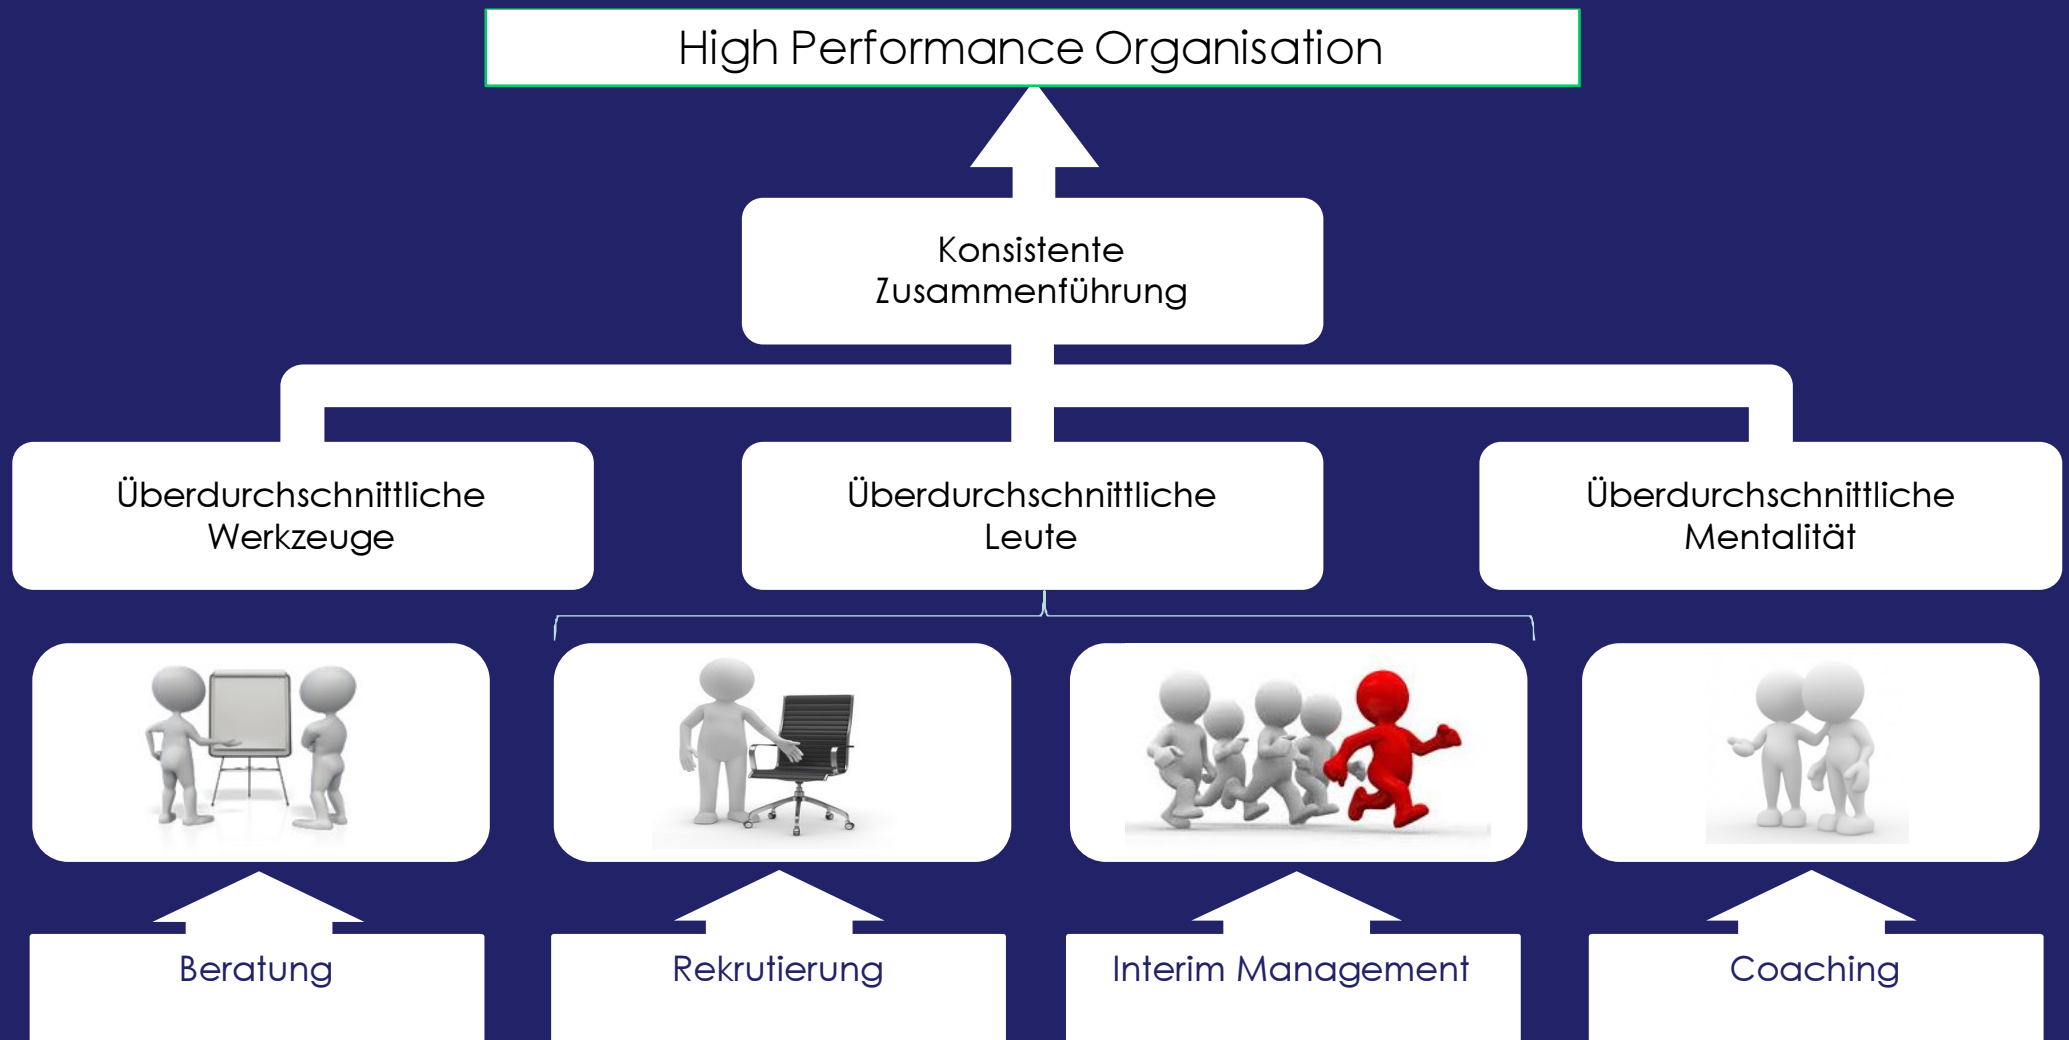 High Performance Organisation
Konsistente
Zusammenführung
Überdurchschnittliche
Werkzeuge
Überdurchschnittliche
Leute
Überdurchschnittliche
Mentalität
Beratung
Rekrutierung
Interim Management
Coaching